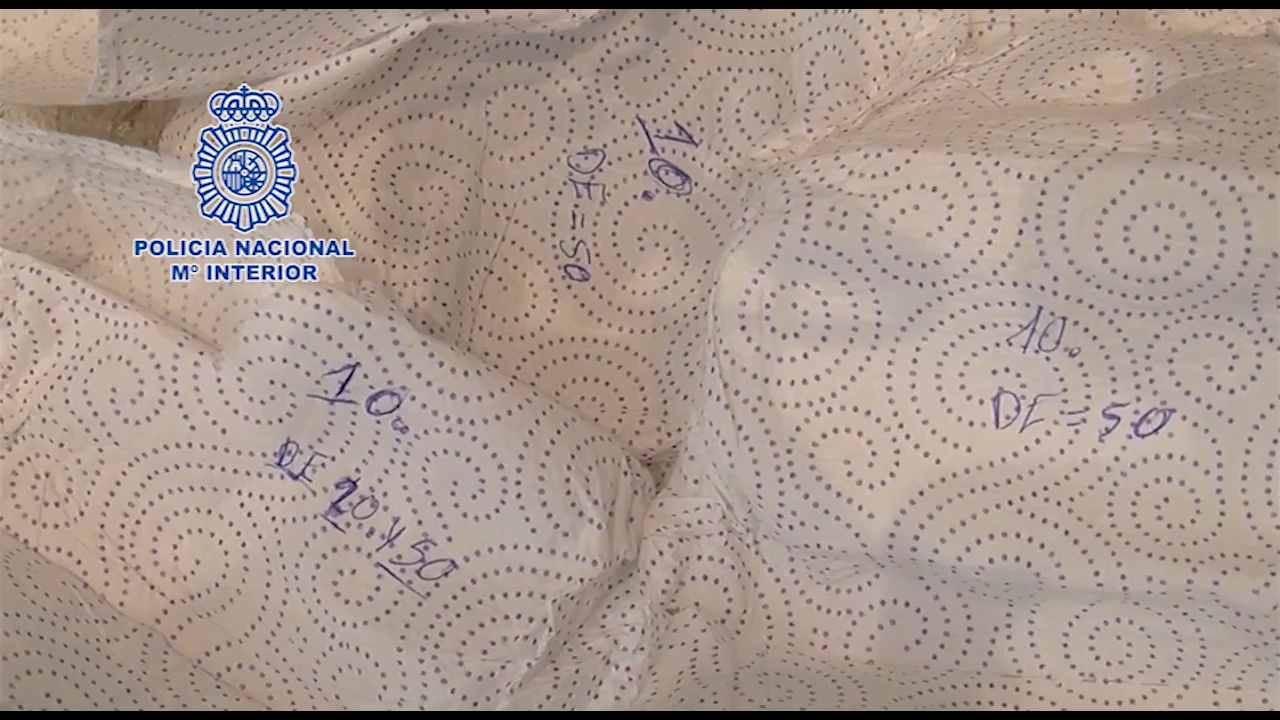 POLICIA NACIONAL
Mº INTERIOR
10.
DE = 50
10.
DE = 50
10.
DE 20 y 50